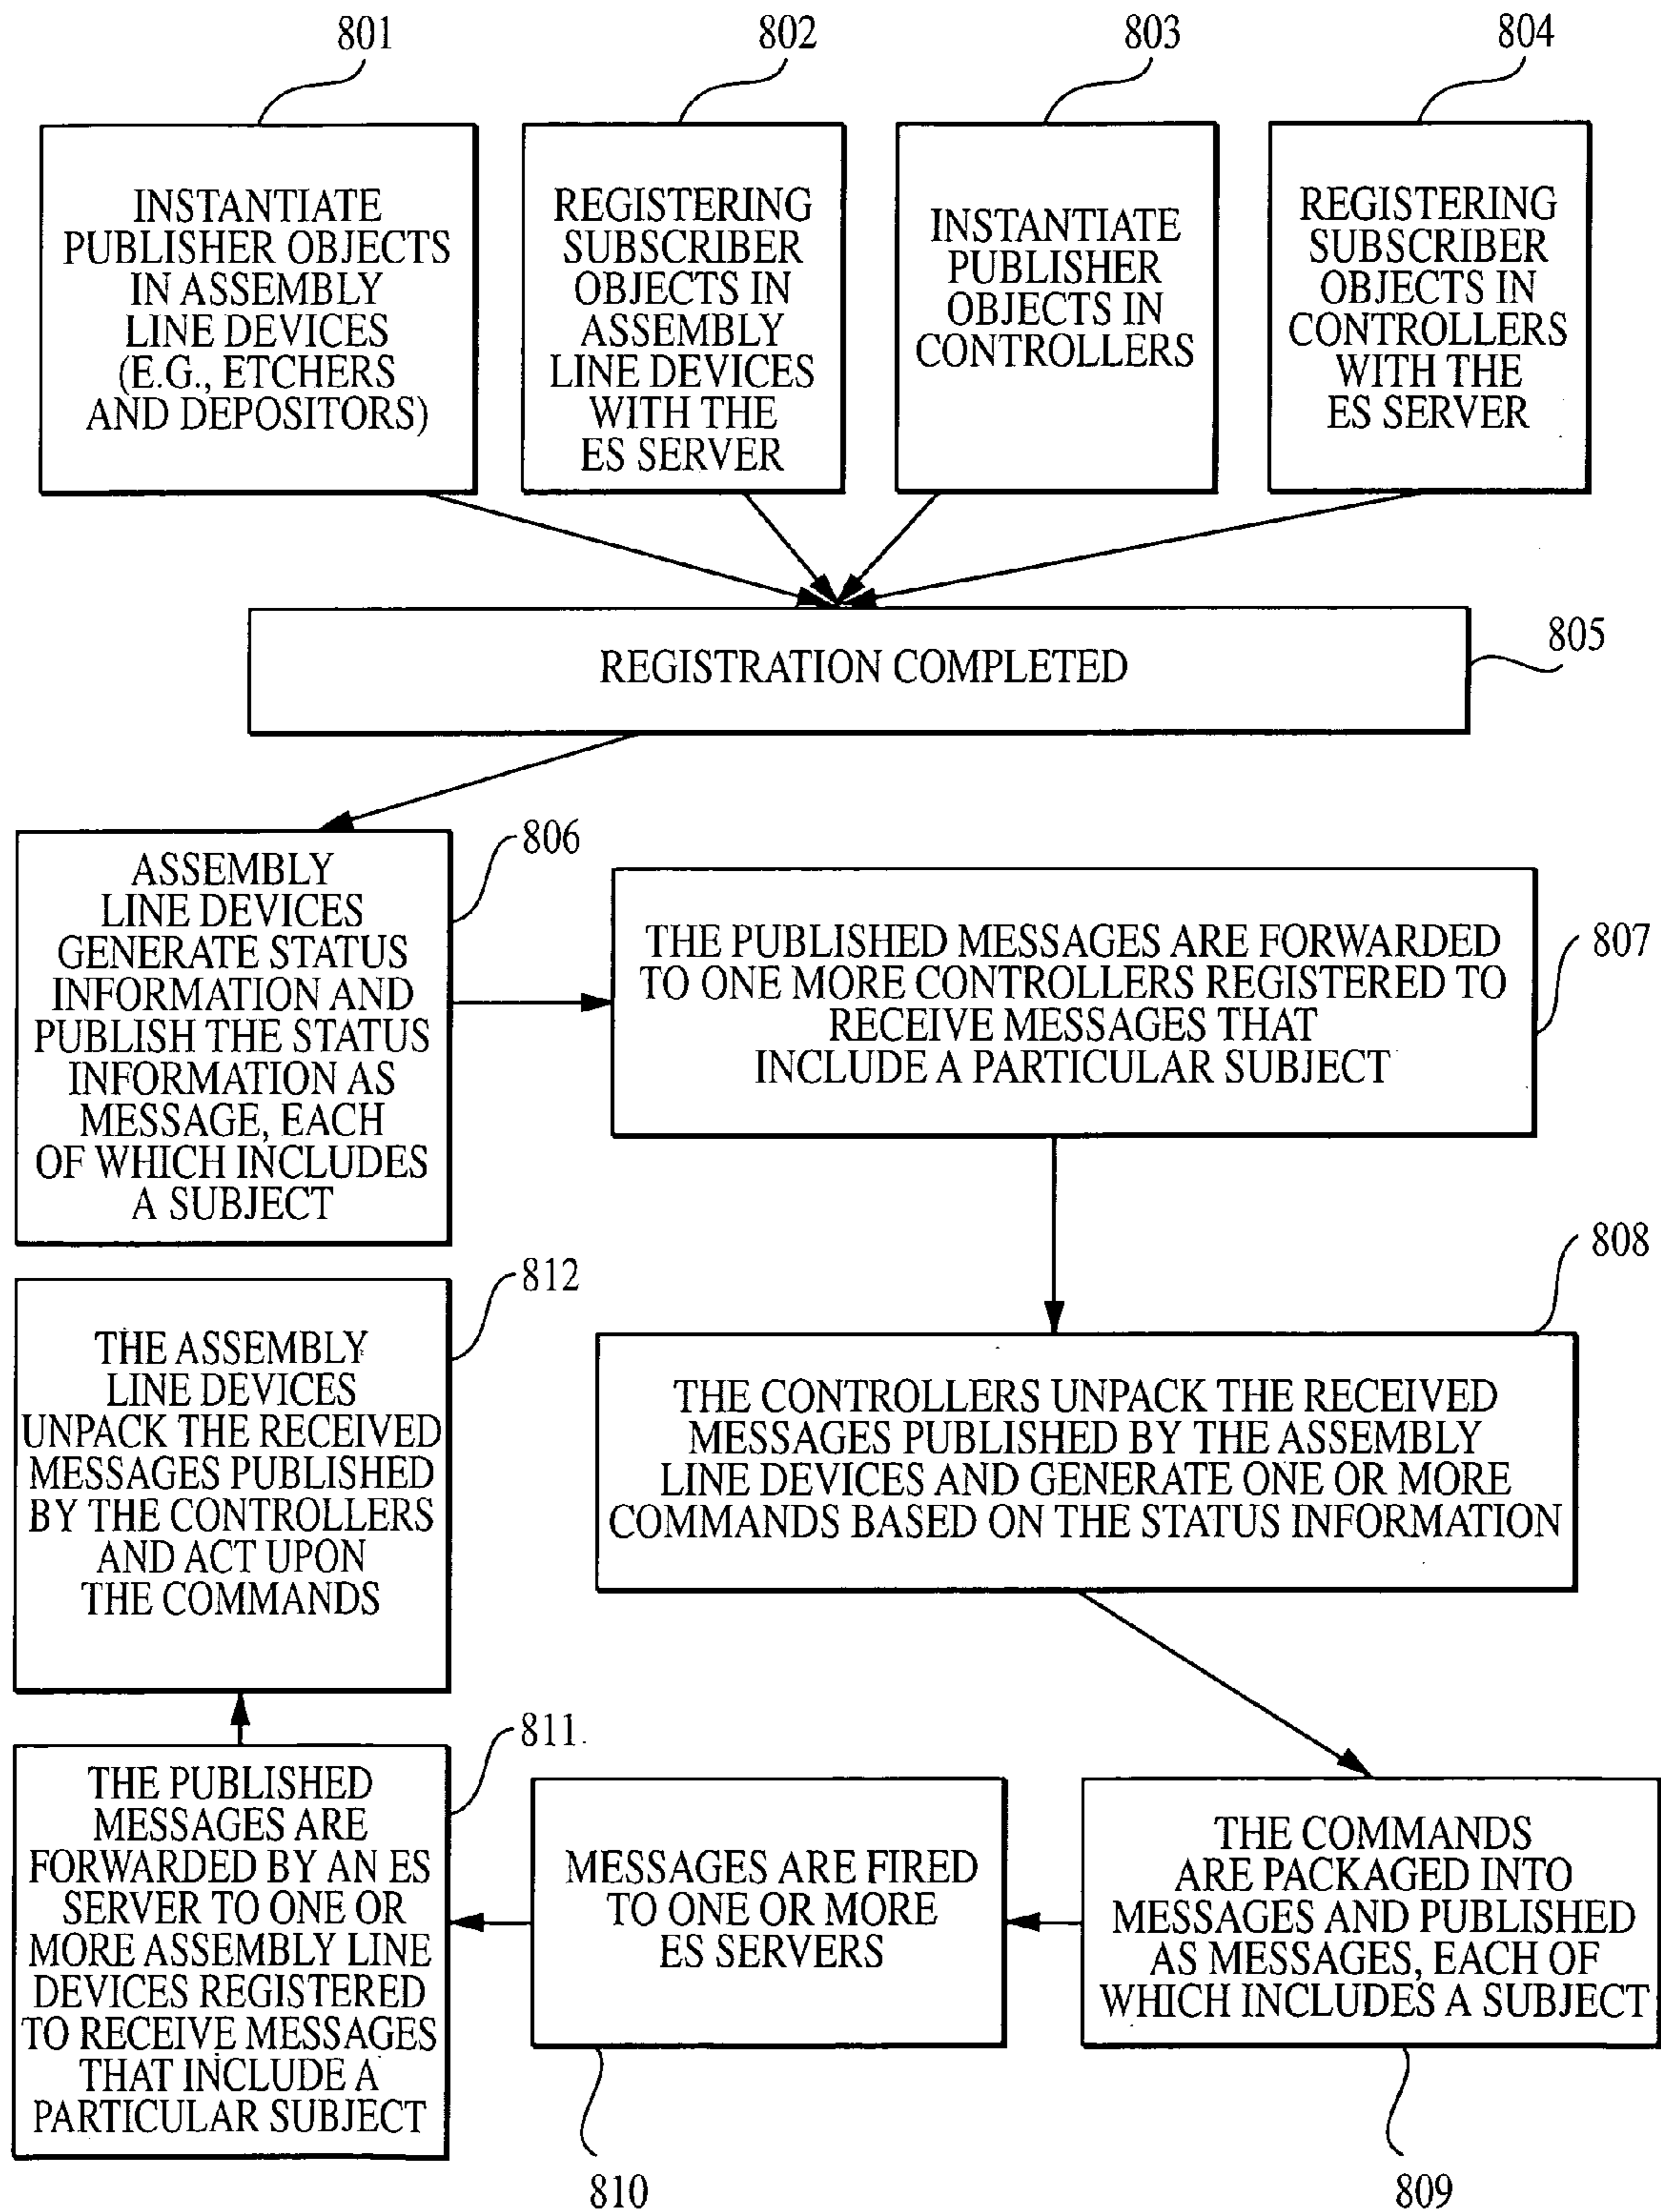 801
802
803
804
INSTANTIATE
PUBLISHER OBJECTS
IN ASSEMBLY
LINE DEVICES
(E.G., ETCHERS
AND DEPOSITORS)
REGISTERING
SUBSCRIBER
OBJECTS IN
ASSEMBLY
LINE DEVICES
WITH THE
ES SERVER
INSTANTIATE
PUBLISHER
OBJECTS IN
CONTROLLERS
REGISTERING
SUBSCRIBER
OBJECTS IN
CONTROLLERS
WITH THE
ES SERVER
REGISTRATION COMPLETED
805
806
ASSEMBLY
LINE DEVICES
GENERATE STATUS
INFORMATION AND
PUBLISH THE STATUS
INFORMATION AS
MESSAGE, EACH
OF WHICH INCLUDES
A SUBJECT
THE PUBLISHED MESSAGES ARE FORWARDED
TO ONE MORE CONTROLLERS REGISTERED TO
RECEIVE MESSAGES THAT
INCLUDE A PARTICULAR SUBJECT
807
808
THE CONTROLLERS UNPACK THE RECEIVED
MESSAGES PUBLISHED BY THE ASSEMBLY
LINE DEVICES AND GENERATE ONE OR MORE
COMMANDS BASED ON THE STATUS INFORMATION
812
THE ASSEMBLY
LINE DEVICES
UNPACK THE RECEIVED
MESSAGES PUBLISHED
BY THE CONTROLLERS
AND ACT UPON
THE COMMANDS
811
THE PUBLISHED
MESSAGES ARE
FORWARDED BY AN ES
SERVER TO ONE OR
MORE ASSEMBLY LINE
DEVICES REGISTERED
TO RECEIVE MESSAGES
THAT INCLUDE A
PARTICULAR SUBJECT
MESSAGES ARE FIRED
TO ONE OR MORE
ES SERVERS
THE COMMANDS
ARE PACKAGED INTO
MESSAGES AND PUBLISHED
AS MESSAGES, EACH OF
WHICH INCLUDES A SUBJECT
810
809